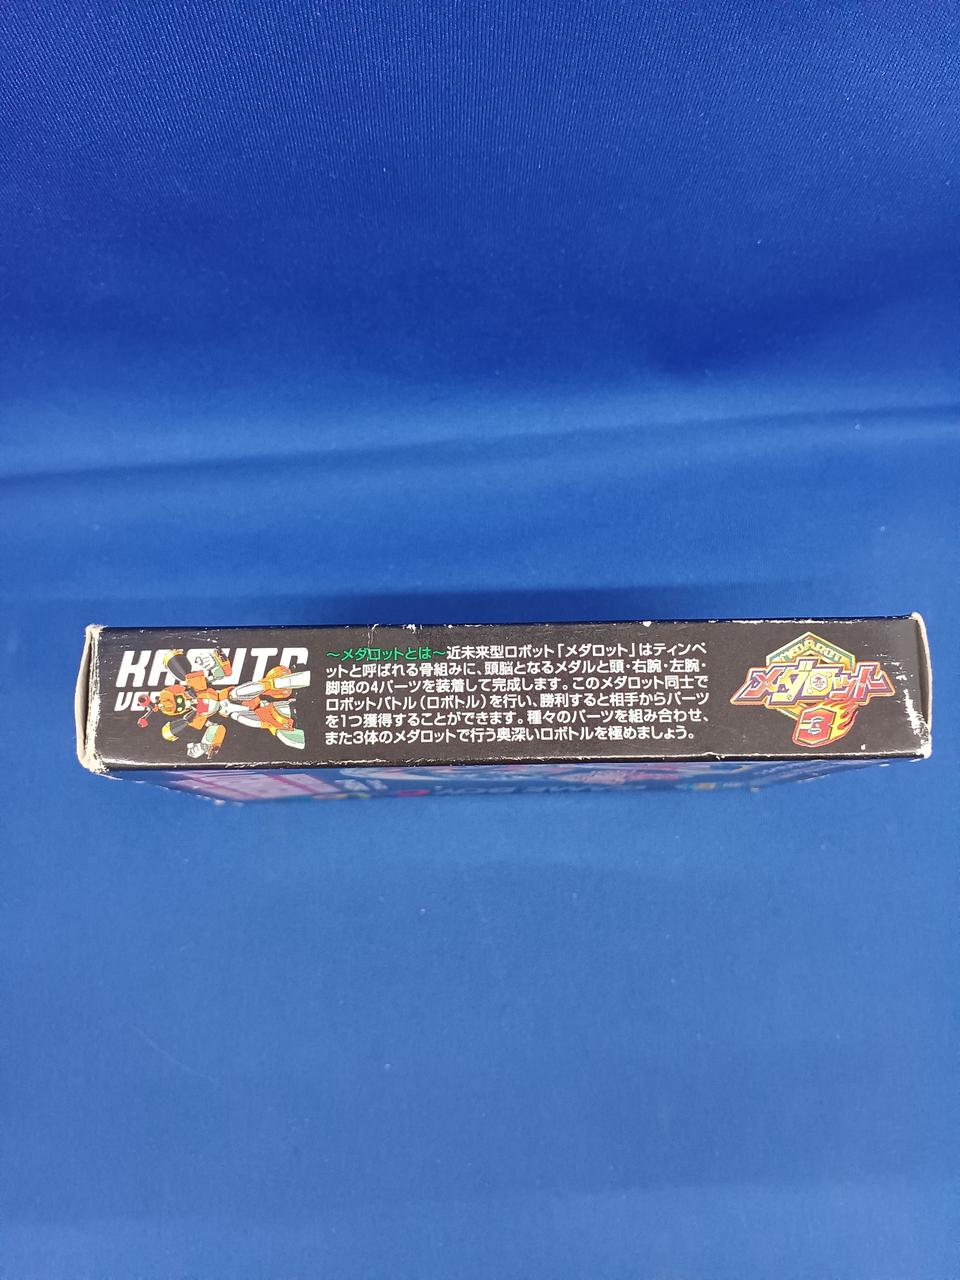 KABUTO
VE
～メダロットとは～近未来型ロボット「メダロット」はティンペ
ットと呼ばれる骨組みに、頭脳となるメダルと頭・右腕・左腕・
脚部の4パーツを装着して完成します。このメダロット同士で
ロボットバトル(ロボトル)を行い、勝利すると相手からパーツ
を1つ獲得することができます。種々のパーツを組み合わせ、
また3体のメダロットで行う奥深いロボトルを極めましょう。
MEDAROT
メダロット
3